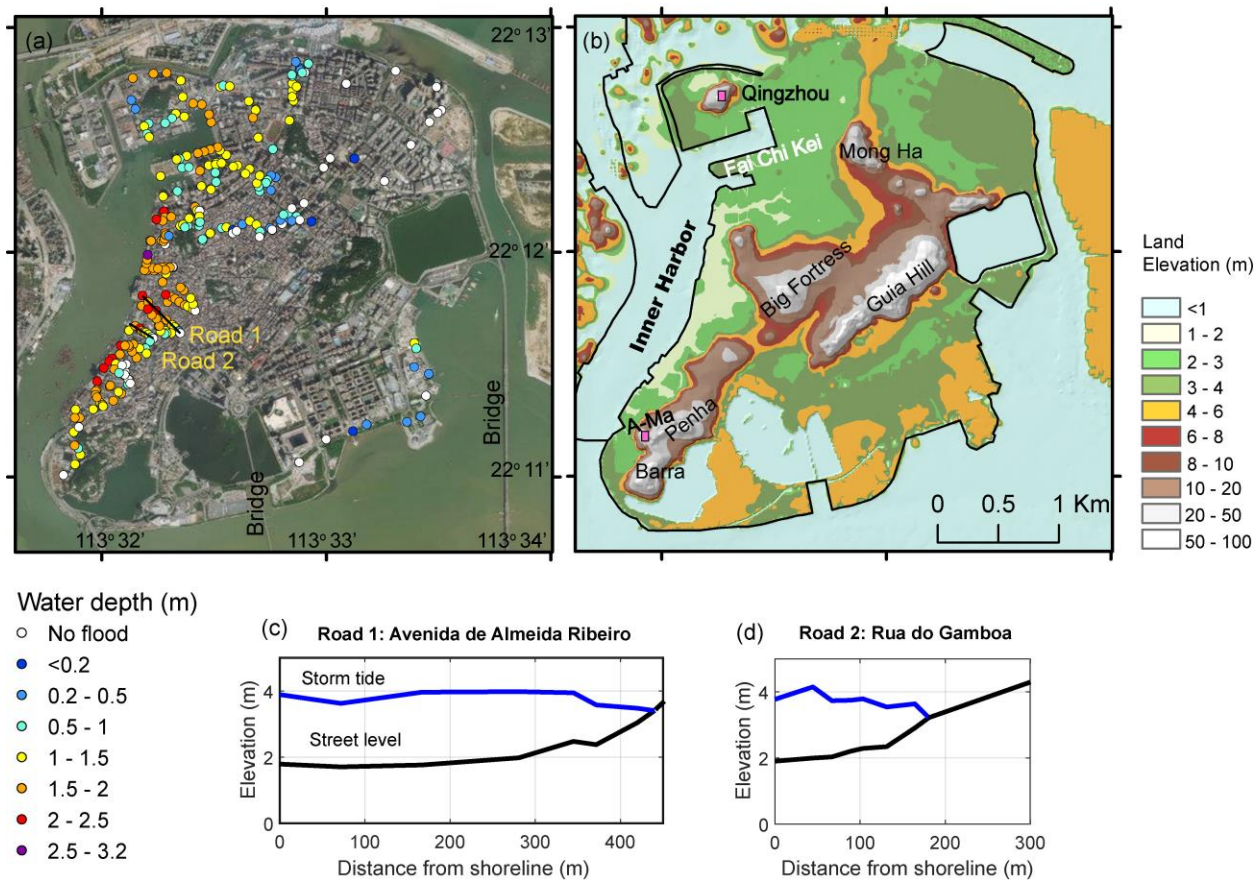 (a)
22° 13'
22° 12'
22° 11'
113° 32'
113° 33'
113° 34'
Road 1
Road 2
Bridge
Bridge
(b)
Qingzhou
Fai Chi Kei
Mong Ha
Inner Harbor
Big Fortress
Guia Hill
A-Ma
Penha
Barra
0 0.5 1 Km
Land
Elevation (m)
<1
1 - 2
2 - 3
3 - 4
4 - 6
6 - 8
8 - 10
10 - 20
20 - 50
50 - 100
Water depth (m)
No flood
<0.2
0.2 - 0.5
0.5 - 1
1 - 1.5
1.5 - 2
2 - 2.5
2.5 - 3.2
(c)
Road 1: Avenida de Almeida Ribeiro
Storm tide
Street level
Elevation (m)
4
2
0
0 100 200 300 400
Distance from shoreline (m)
(d)
Road 2: Rua do Gamboa
Elevation (m)
4
2
0
0 100 200 300
Distance from shoreline (m)